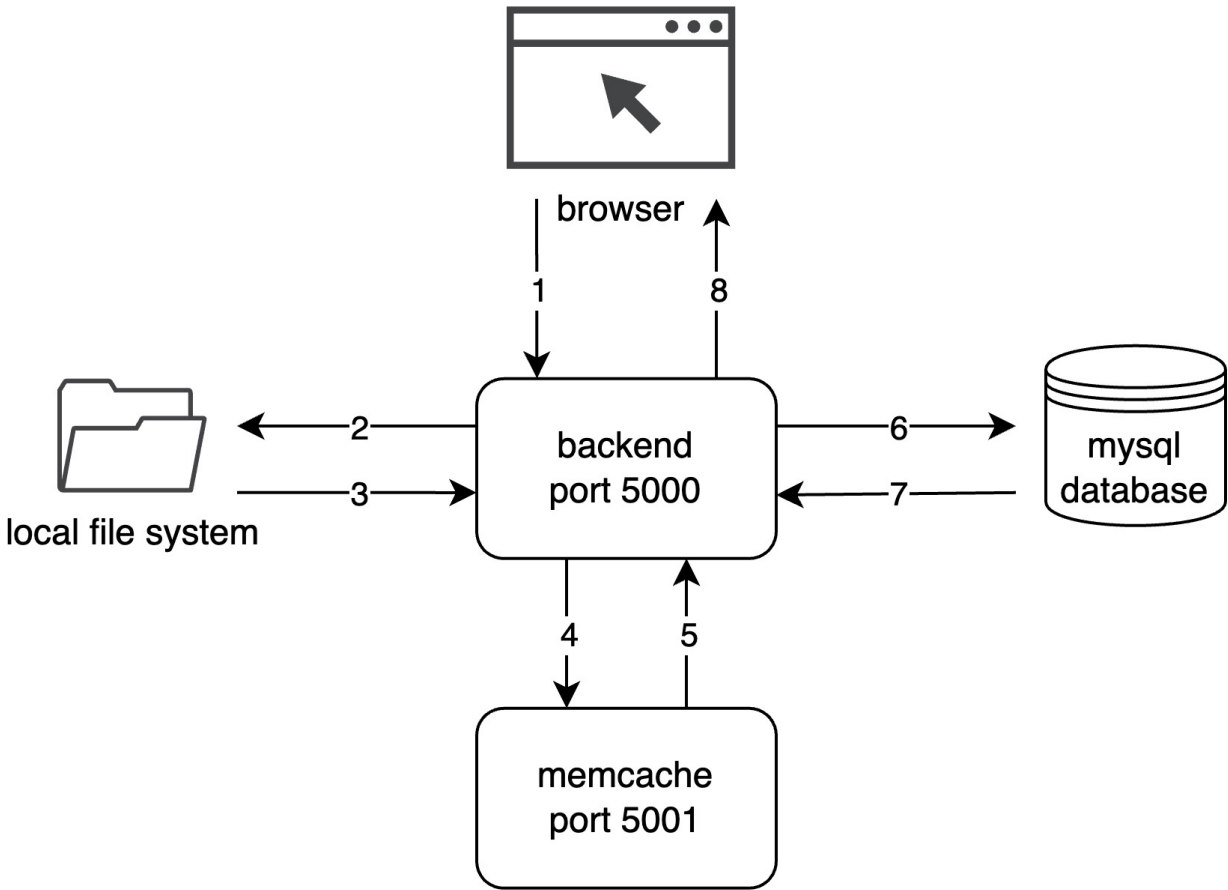 browser
1
8
2
backend
port 5000
6
mysql
database
3
7
local file system
4
5
memcache
port 5001